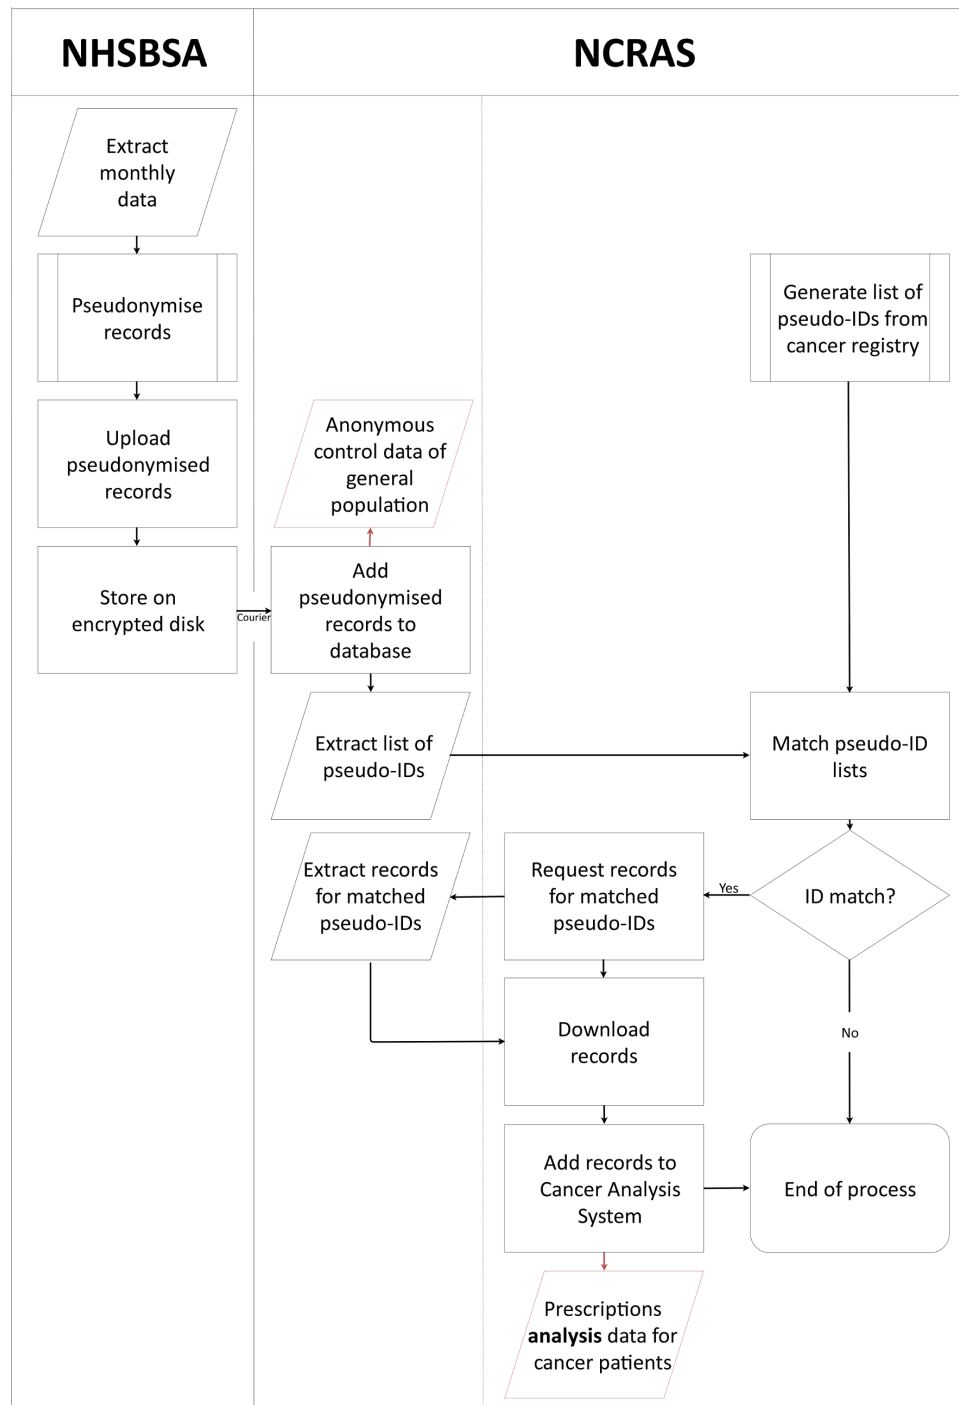 NHSBSA
NCRAS
Extract
monthly
data
Pseudonymise
records
Generate list of
pseudo-IDs from
cancer registry
Upload
pseudonymised
records
Anonymous
control data of
general
population
Store on
encrypted disk
Courier
Add
pseudonymised
records to
database
Extract list of
pseudo-IDs
Match pseudo-ID
lists
Extract records
for matched
pseudo-IDs
Request records
for matched
pseudo-IDs
Yes
ID match?
Download
records
No
Add records to
Cancer Analysis
System
End of process
Prescriptions
analysis data for
cancer patients